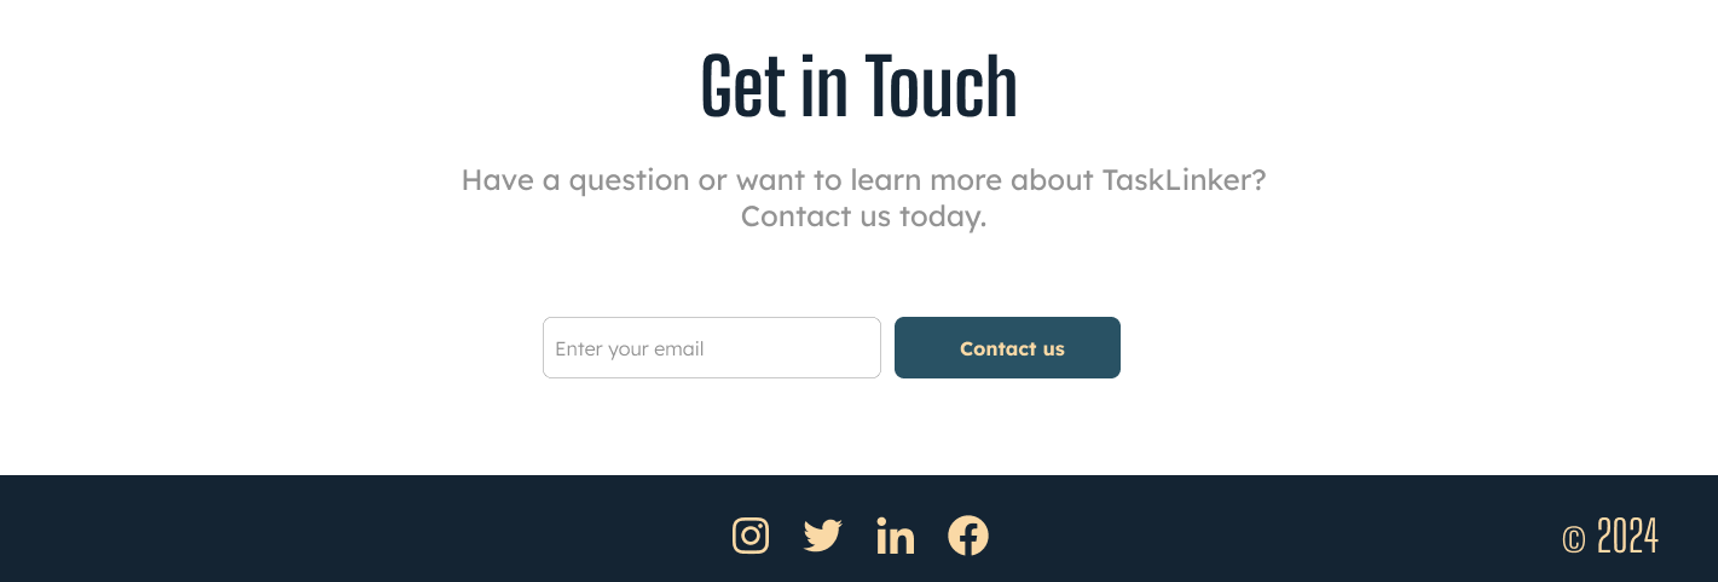 Get in Touch
Have a question or want to learn more about TaskLinker?
Contact us today.
Enter your email
Contact us
© 2024